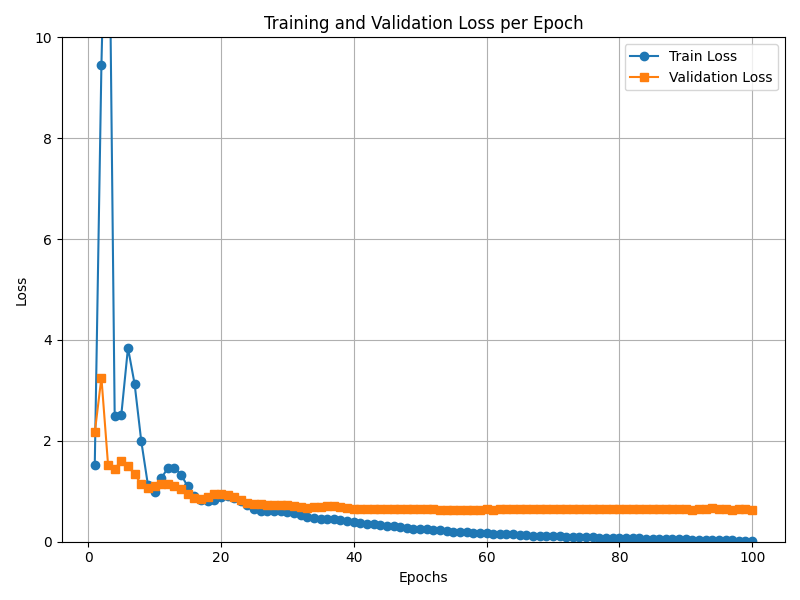 Training and Validation Loss per Epoch
Train Loss
Validation Loss
Loss
10
8
6
4
2
0
0 20 40 60 80 100
Epochs